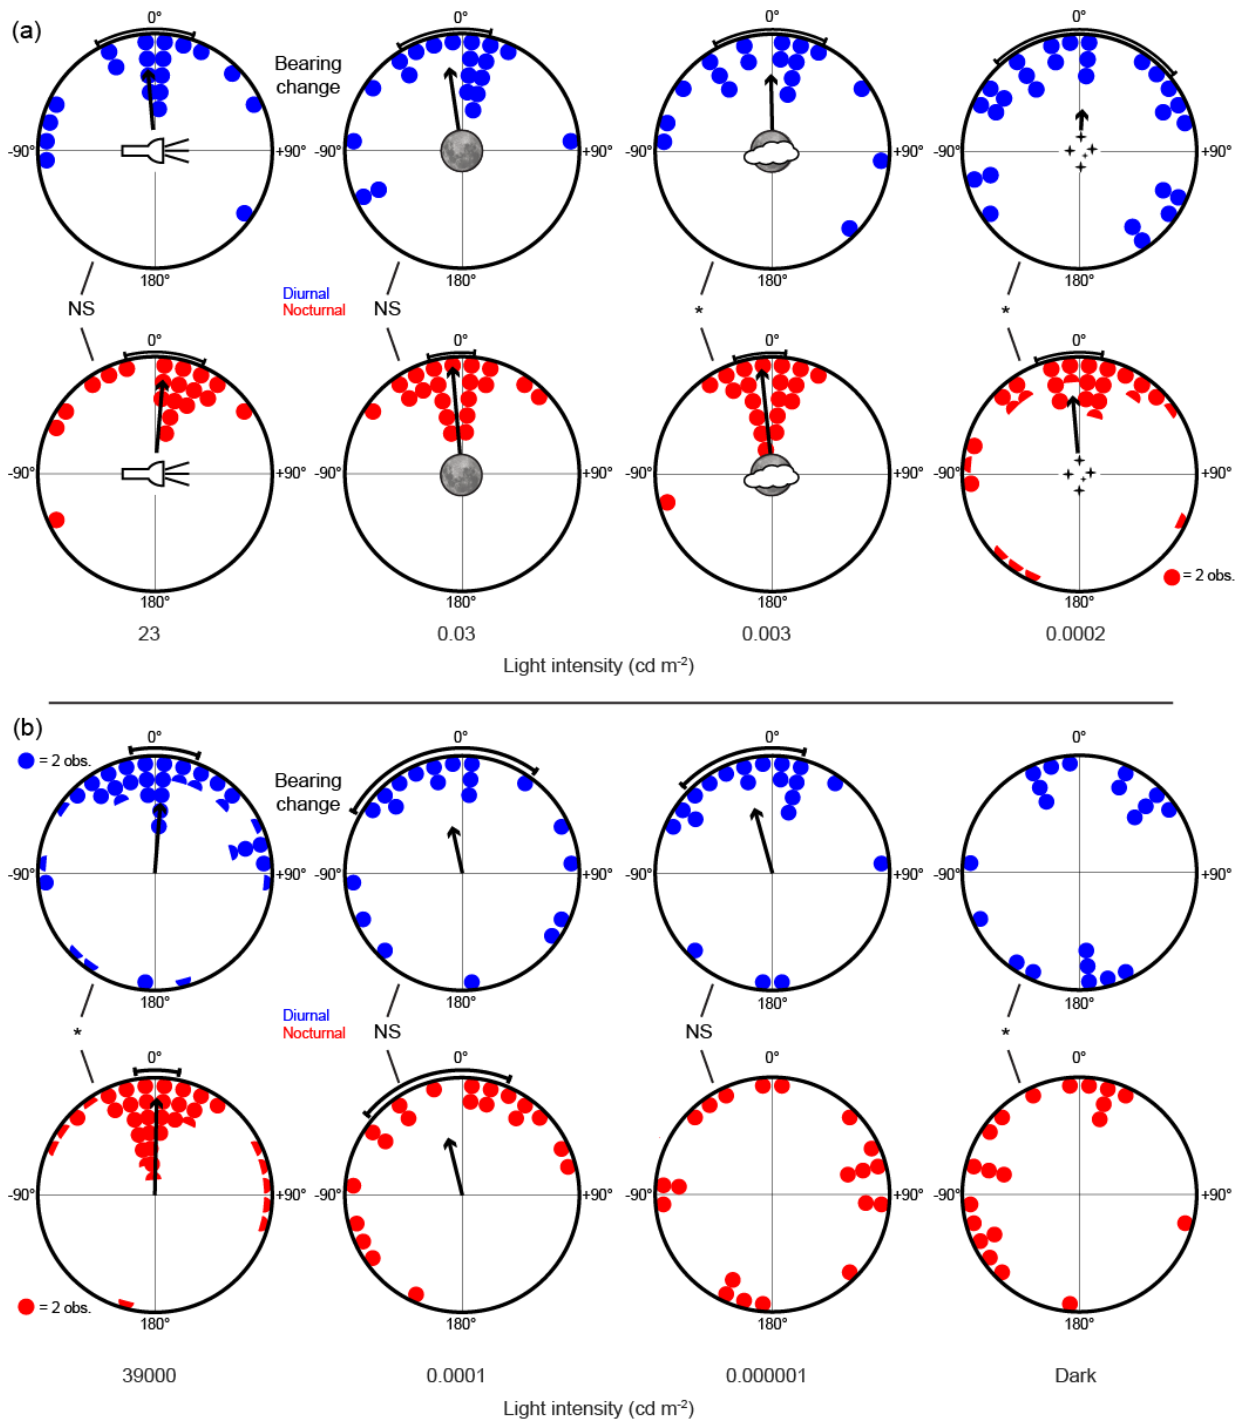 (a)
0° 0° 0° 0°
Bearing
change
-90° +90° -90° +90° -90° +90° -90° +90°
180° 180° 180° 180°
Diurnal
Nocturnal
NS NS * *
0° 0° 0° 0°
-90° +90° -90° +90° -90° +90° -90° +90°
= 2 obs.
180° 180° 180° 180°
23 0.03 0.003 0.0002
Light intensity (cd m⁻²)
(b)
0° 0° 0° 0°
= 2 obs.
Bearing
change
-90° +90° -90° +90° -90° +90° -90° +90°
180° 180° 180° 180°
Diurnal
Nocturnal
* NS NS *
0° 0° 0° 0°
-90° +90° -90° +90° -90° +90° -90° +90°
= 2 obs.
180° 180° 180° 180°
39000 0.0001 0.000001 Dark
Light intensity (cd m⁻²)